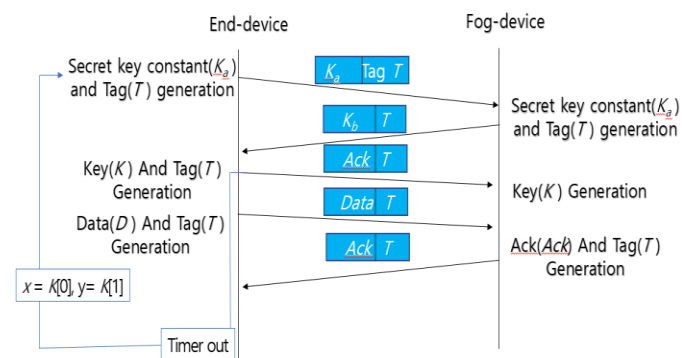 End-device
Fog-device
Secret key constant(Ka)
and Tag(T) generation
Ka Tag T
Secret key constant(Ka)
and Tag(T) generation
Kb T
Ack T
Key(K) And Tag(T)
Generation
Key(K) Generation
Data T
Data(D) And Tag(T)
Generation
Ack T
Ack(Ack) And Tag(T)
Generation
x = K[0], y= K[1]
Timer out